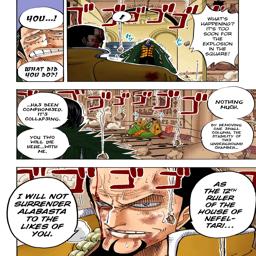 WHAT'S
HAPPENING?
IT'S TOO
SOON FOR
THE
EXPLOSION
IN THE
SQUARE!
YOU...!
WHAT DID
YOU DO?!
NOTHING
MUCH.
BY REMOVING
ONE SMALL
COLUMN, THE
STABILITY OF
THIS
UNDERGROUND
CHAMBER...
...HAS BEEN
COMPROMISED.
IT'S
COLLAPSING.
YOU TWO
WILL DIE
HERE...WITH
ME.
AS THE
12TH
RULER
OF THE
HOUSE OF
NEFEL-
TARI...
I WILL NOT
SURRENDER
ALABASTA
TO THE
LIKES OF
YOU.